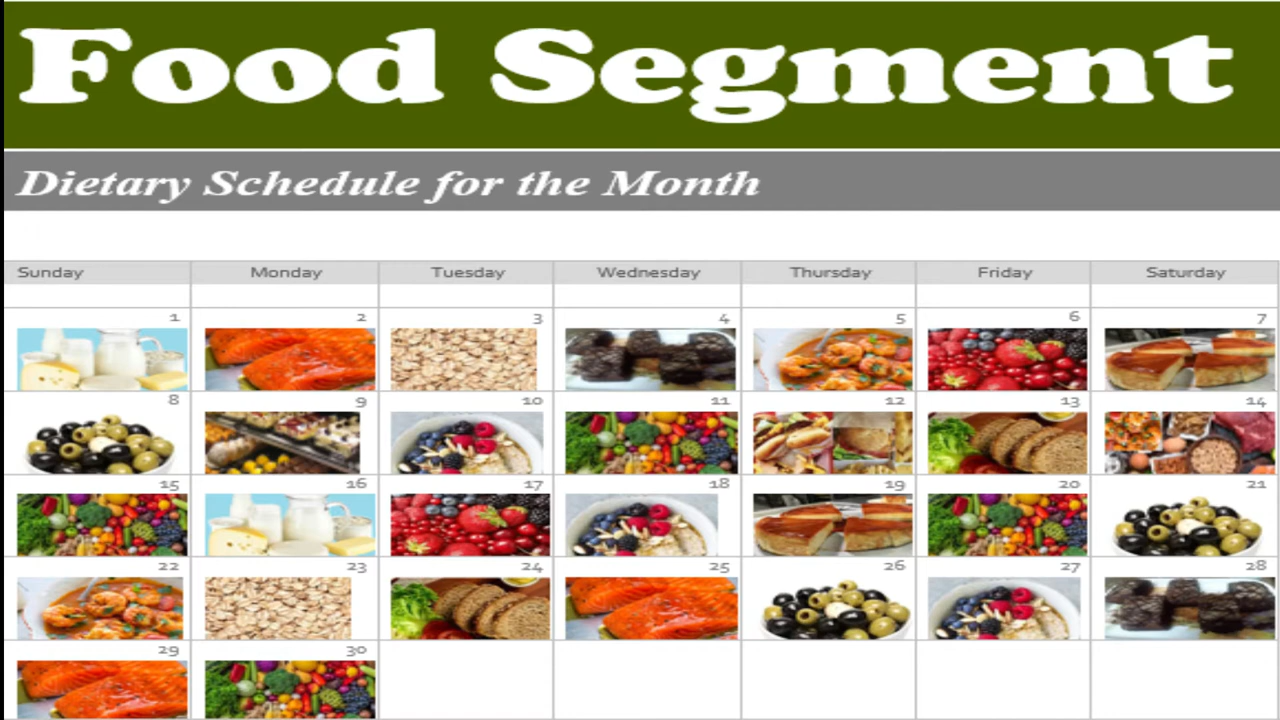 Food Segment
Dietary Schedule for the Month
Sunday Monday Tuesday Wednesday Thursday Friday Saturday
1 2 3 4 5 6 7
8 9 10 11 12 13 14
15 16 17 18 19 20 21
22 23 24 25 26 27 28
29 30